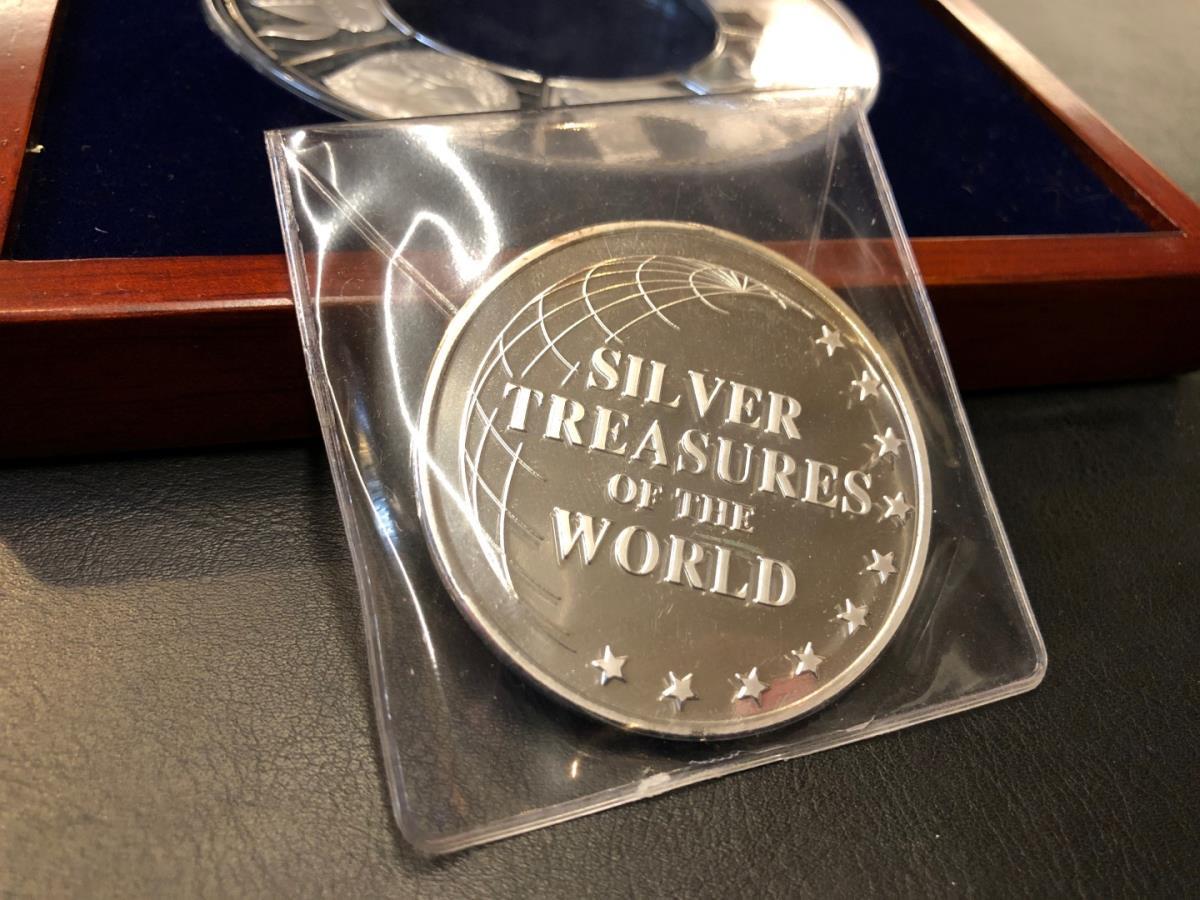 SILVER
TREASURES
OF THE
WORLD